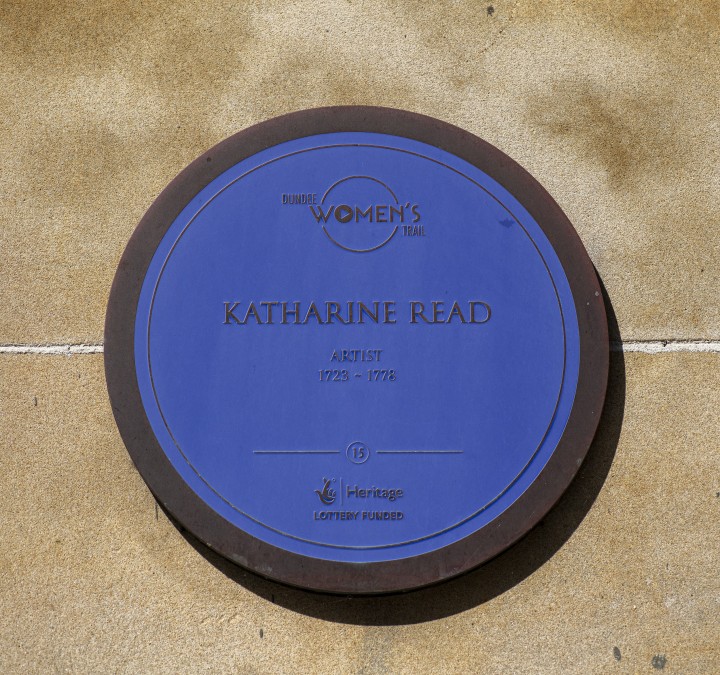 DUNDEE
WOMEN'S
TRAIL
KATHARINE READ
ARTIST
1723 - 1778
15
Heritage
LOTTERY FUNDED